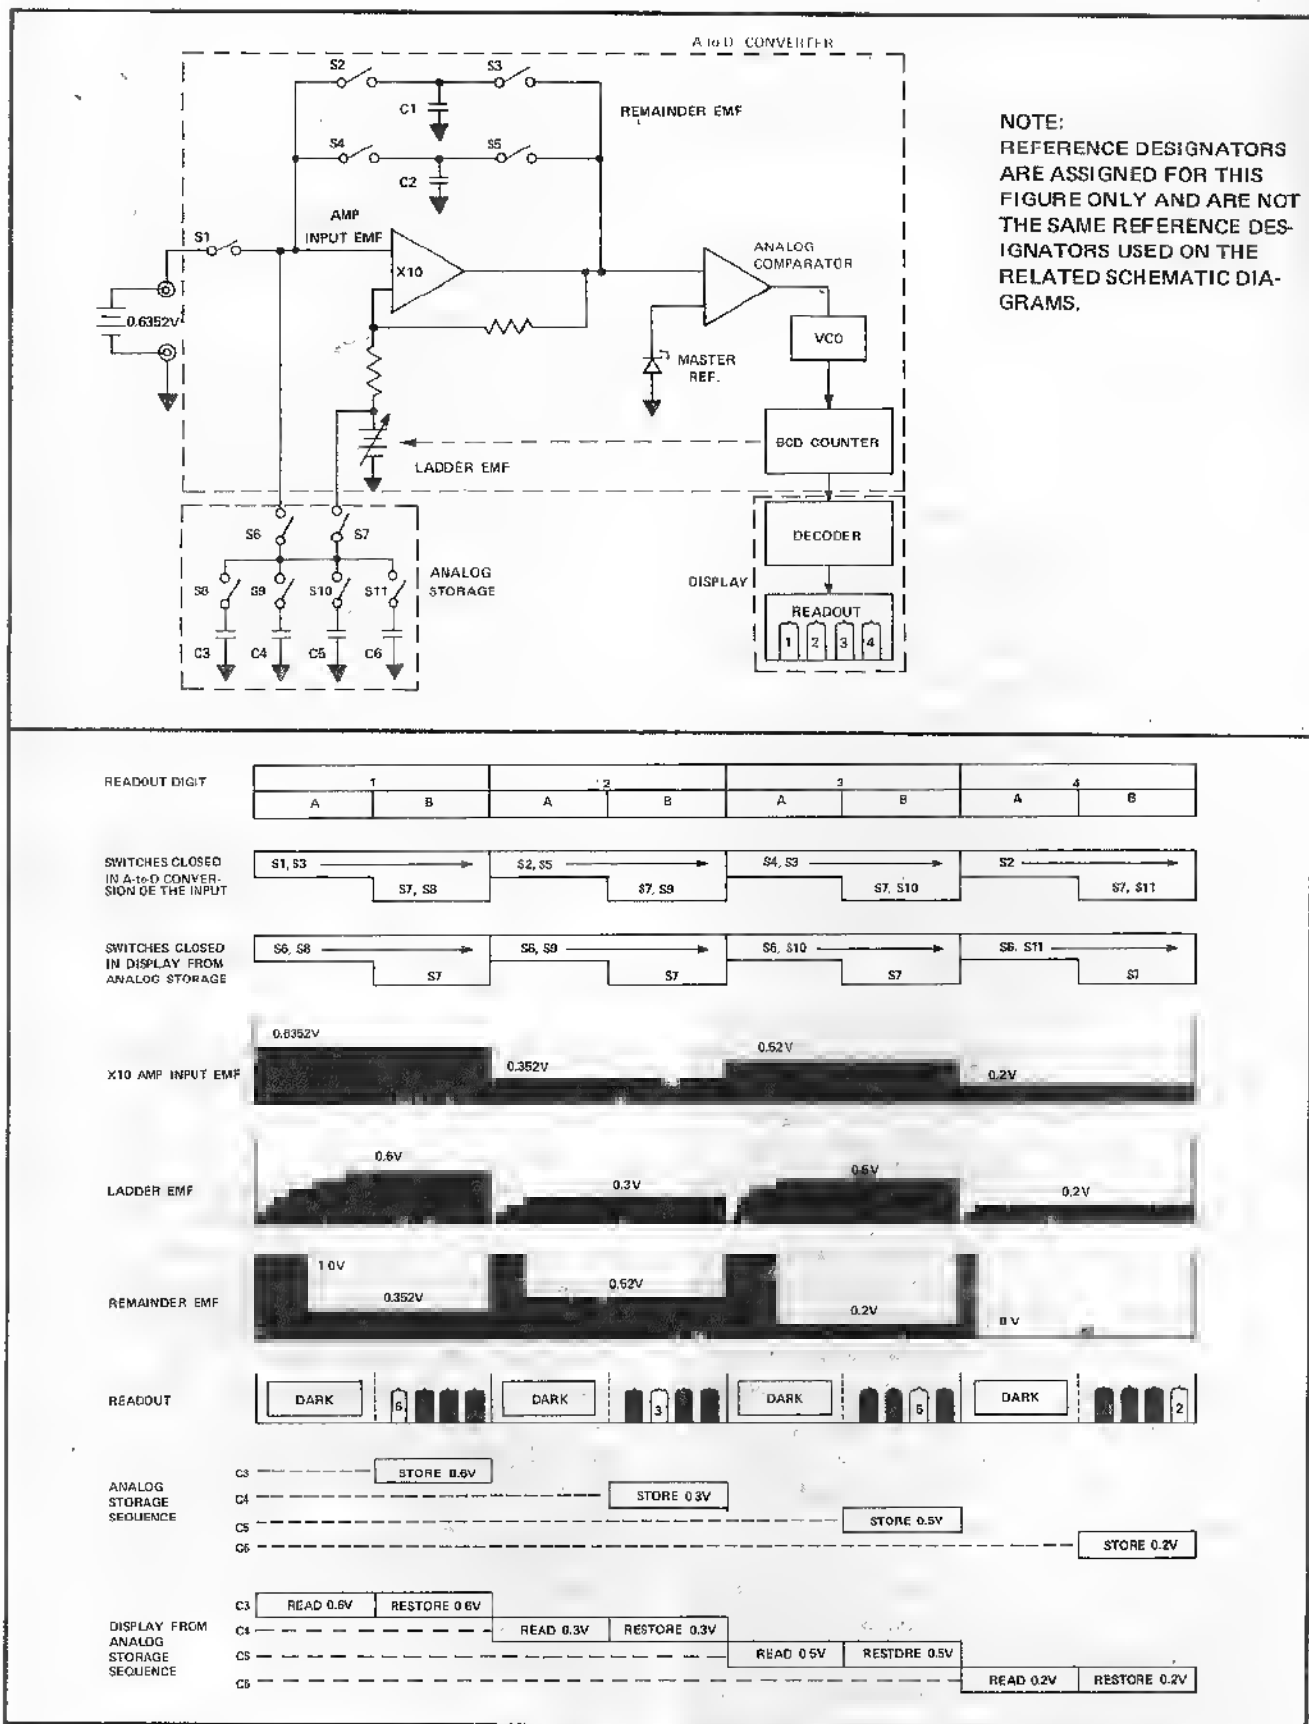 A to D CONVERTER
S2
S3
C1
REMAINDER EMF
S4
S5
C2
NOTE:
REFERENCE DESIGNATORS
ARE ASSIGNED FOR THIS
FIGURE ONLY AND ARE NOT
THE SAME REFERENCE DES-
IGNATORS USED ON THE
RELATED SCHEMATIC DIA-
GRAMS.
S1
AMP
INPUT EMF
X10
ANALOG
COMPARATOR
0.6352V
VCO
MASTER
REF.
BCD COUNTER
LADDER EMF
S6
S7
DECODER
ANALOG
STORAGE
DISPLAY
S8
S9
S10
S11
READOUT
1 2 3 4
C3
C4
C5
C6
READOUT DIGIT
1
2
3
4
A B A B A B A B
SWITCHES CLOSED
IN A-to-D CONVER-
SION OF THE INPUT
S1, S3
S2, S5
S4, S3
S2
S7, S8
S7, S9
S7, S10
S7, S11
SWITCHES CLOSED
IN DISPLAY FROM
ANALOG STORAGE
S6, S8
S6, S9
S6, S10
S6, S11
S7
S7
S7
S7
X10 AMP INPUT EMF
0.6352V
0.352V
0.52V
0.2V
LADDER EMF
0.6V
0.3V
0.5V
0.2V
REMAINDER EMF
1.0V
0.352V
0.52V
0.2V
0 V
READOUT
DARK
6
DARK
3
DARK
5
DARK
2
ANALOG
STORAGE
SEQUENCE
C3
STORE 0.6V
C4
STORE 0.3V
C5
STORE 0.5V
C6
STORE 0.2V
DISPLAY FROM
ANALOG
STORAGE
SEQUENCE
C3
READ 0.6V
RESTORE 0.6V
C4
READ 0.3V
RESTORE 0.3V
C5
READ 0.5V
RESTORE 0.5V
C6
READ 0.2V
RESTORE 0.2V